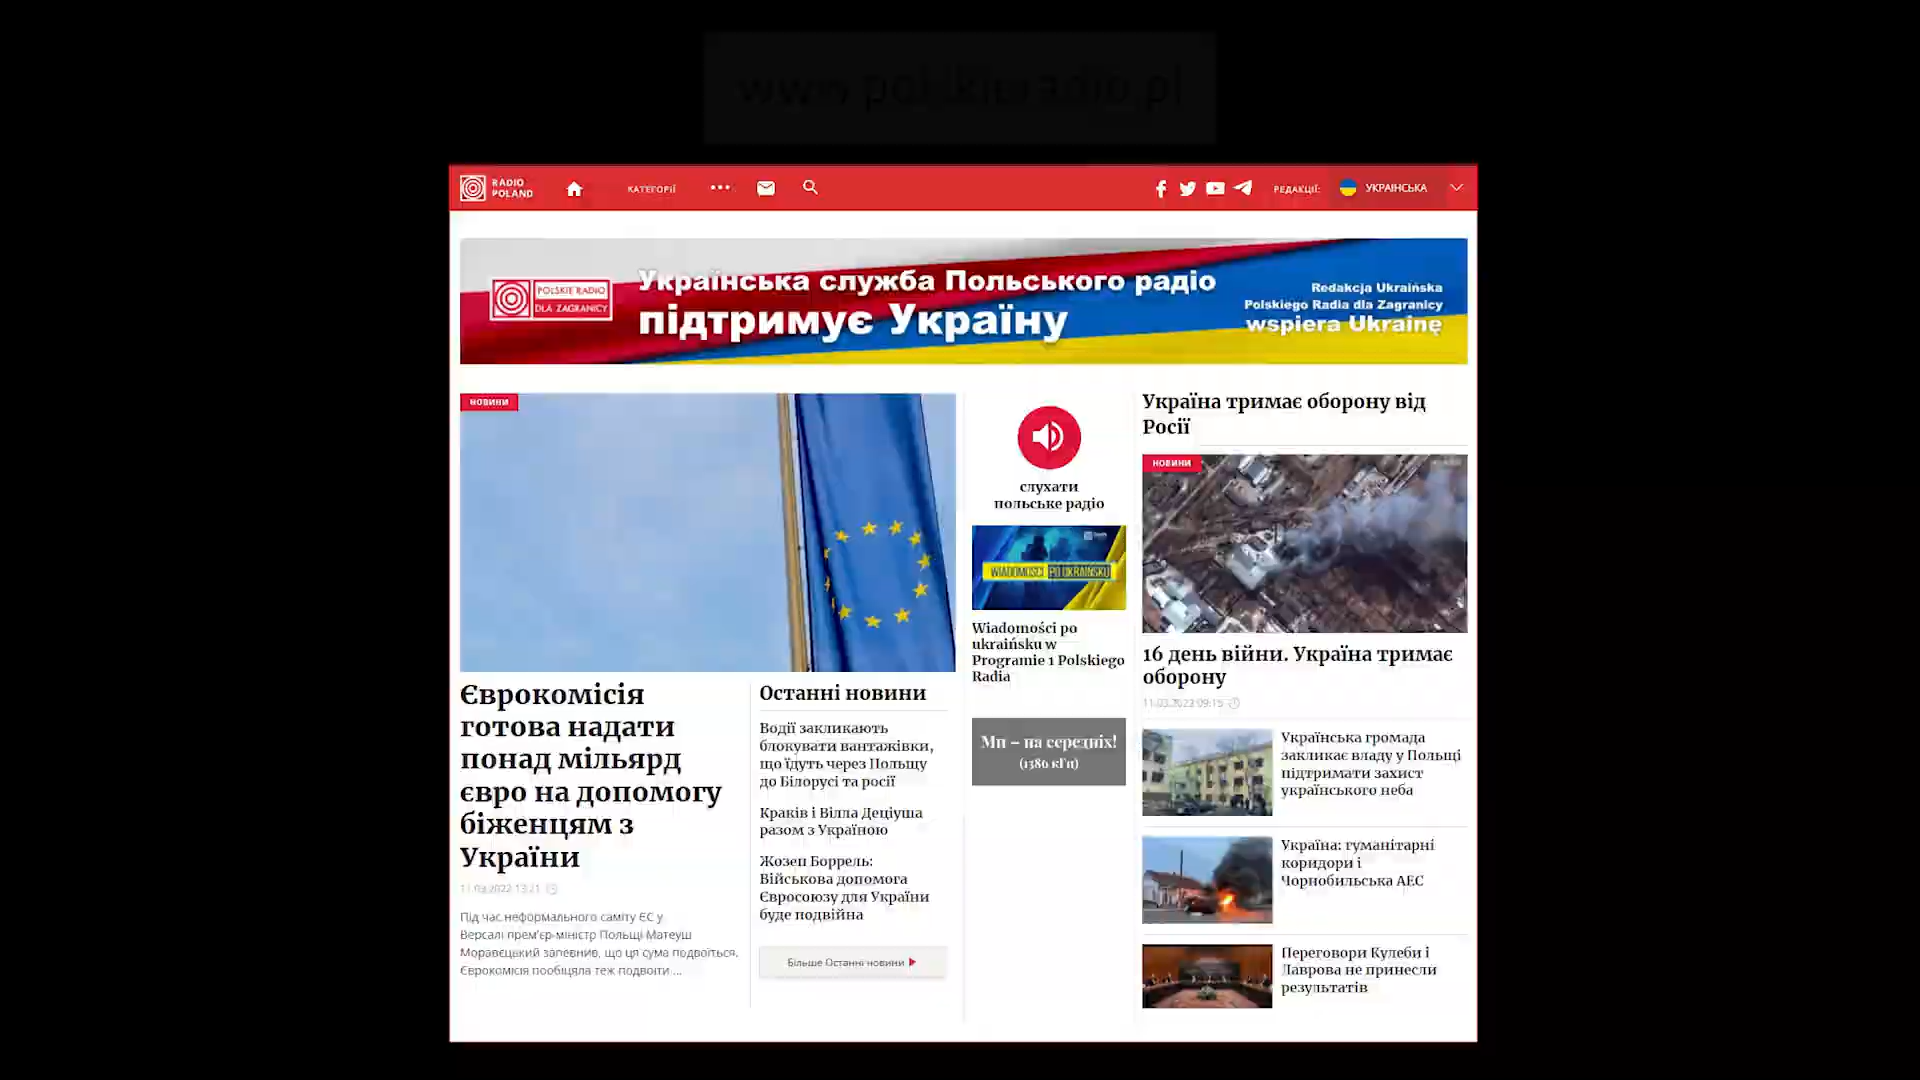 www.polskieradio.pl
RADIO
POLAND
КАТЕГОРІЇ
РЕДАКЦІЇ:
УКРАЇНСЬКА
POLSKIE RADIO
DLA ZAGRANICY
Українська служба Польського радіо
підтримує Україну
Redakcja Ukraińska
Polskiego Radia dla Zagranicy
wspiera Ukrainę
НОВИНИ
Єврокомісія
готова надати
понад мільярд
євро на допомогу
біженцям з
України
11.03.2022 13:21
Під час неформального саміту ЄС у
Версалі прем'єр-міністр Польщі Матеуш
Моравєцький запевнив, що ця сума подвоїться.
Єврокомісія пообіцяла теж подвоїти ...
Останні новини
Водії закликають
блокувати вантажівки,
що їдуть через Польщу
до Білорусі та росії
Краків і Вілла Деціуша
разом з Україною
Жозеп Боррель:
Військова допомога
Євросоюзу для України
буде подвійна
Більше Останні новини
слухати
польське радіо
WIADOMOŚCI PO UKRAIŃSKU
Wiadomości po
ukraińsku w
Programie 1 Polskiego
Radia
Ми – на середніх!
(1386 кГц)
Україна тримає оборону від
Росії
НОВИНИ
16 день війни. Україна тримає
оборону
11.03.2022 09:15
Українська громада
закликає владу у Польщі
підтримати захист
українського неба
Україна: гуманітарні
коридори і
Чорнобильська АЕС
Переговори Кулеби і
Лаврова не принесли
результатів